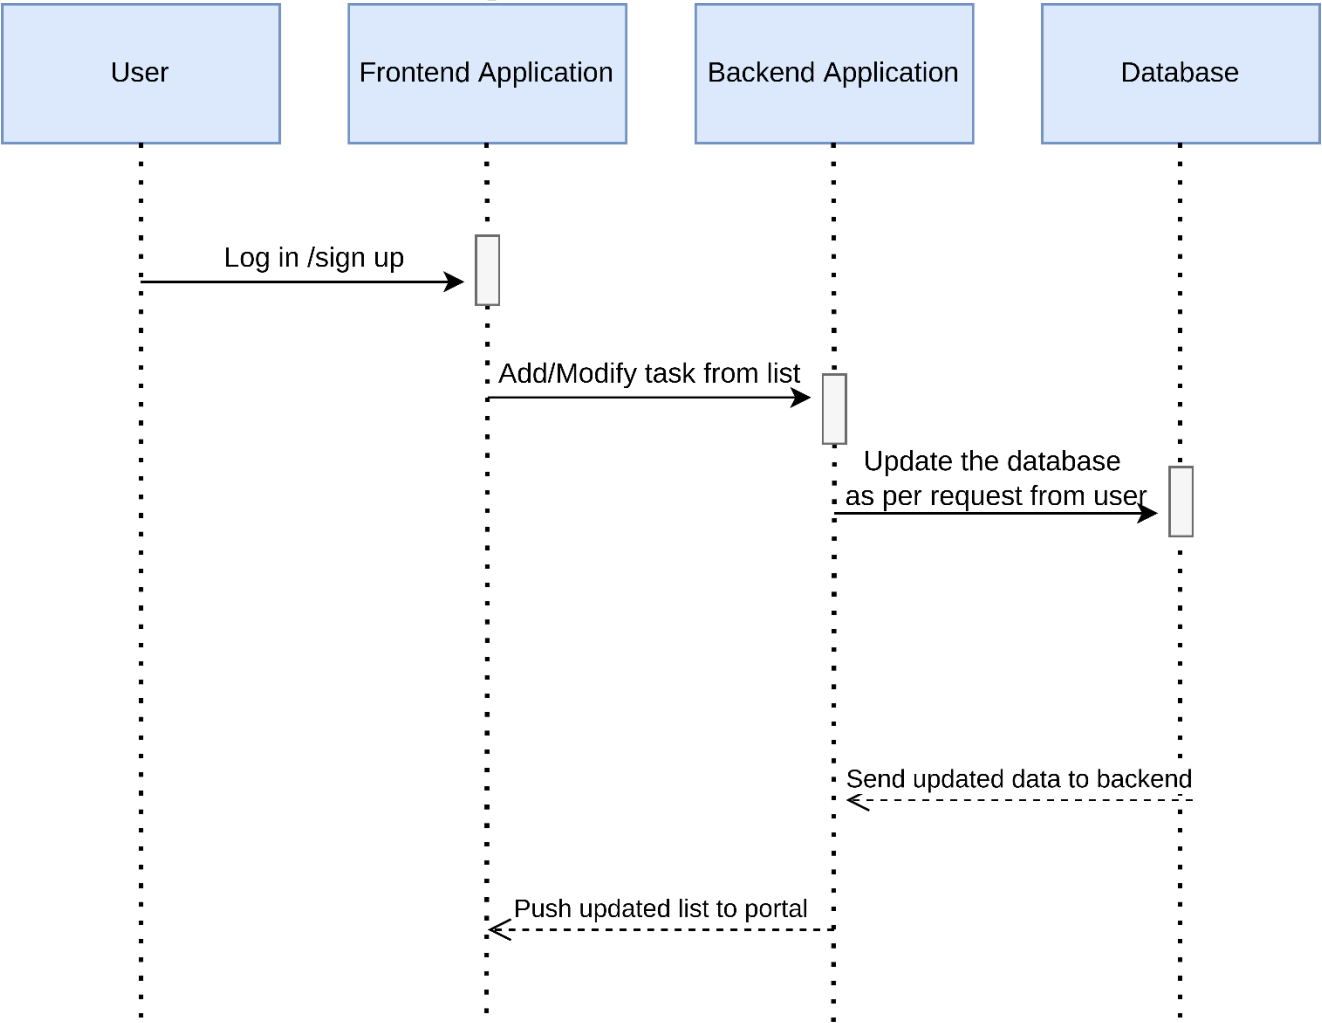 User
Frontend Application
Backend Application
Database
Log in /sign up
Add/Modify task from list
Update the database
as per request from user
Send updated data to backend
Push updated list to portal